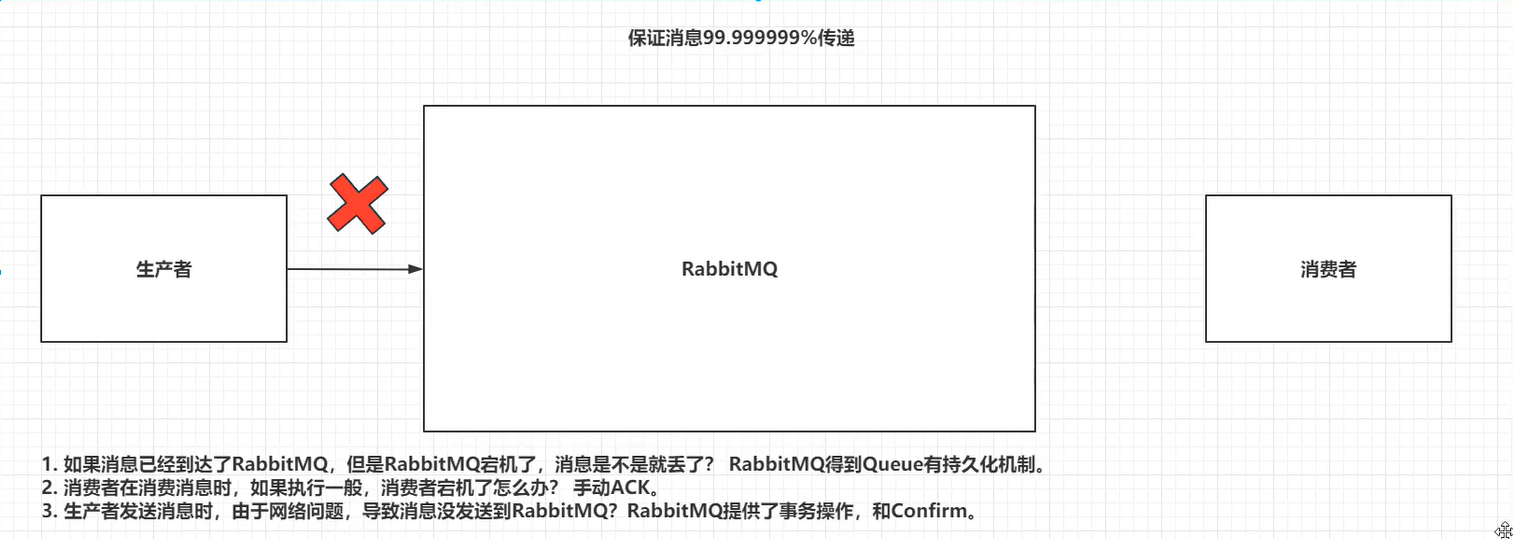 保证消息99.999999%传递
生产者
RabbitMQ
消费者
1. 如果消息已经到达了RabbitMQ，但是RabbitMQ宕机了，消息是不是就丢了？ RabbitMQ得到Queue有持久化机制。
2. 消费者在消费消息时，如果执行一般，消费者宕机了怎么办？ 手动ACK。
3. 生产者发送消息时，由于网络问题，导致消息没发送到RabbitMQ？RabbitMQ提供了事务操作，和Confirm。